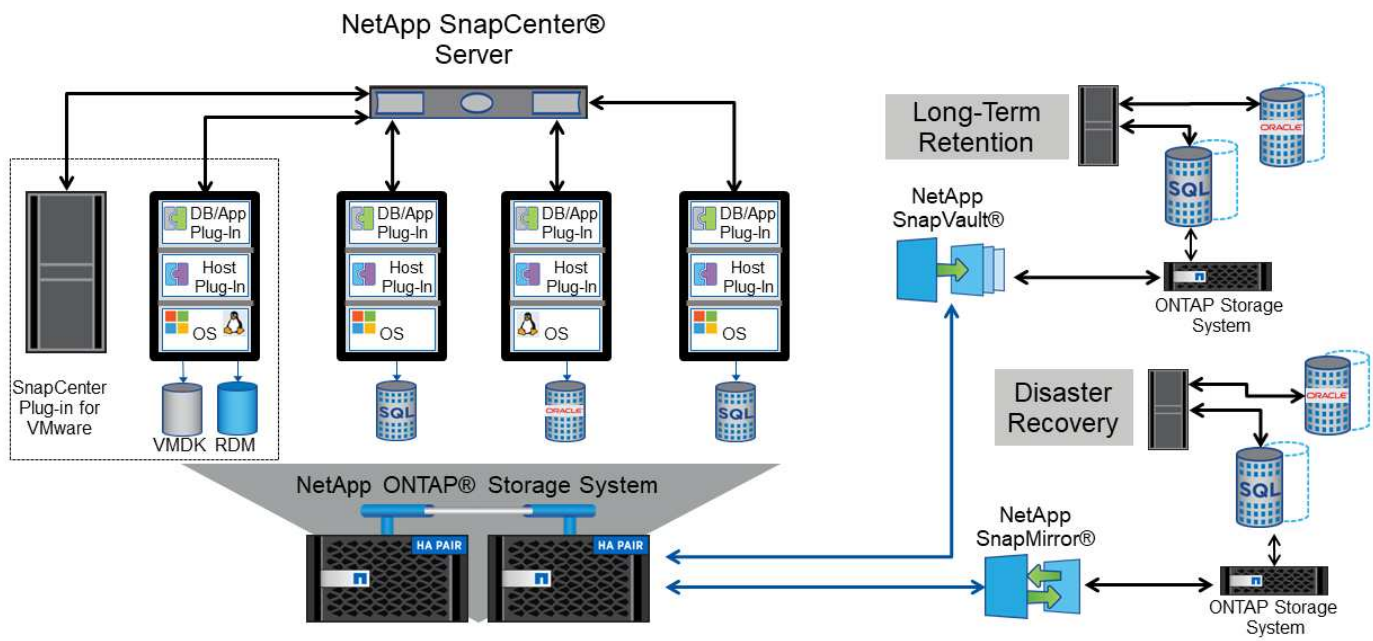 NetApp SnapCenter®
Server
DB/App
Plug-In
Host
Plug-In
OS
DB/App
Plug-In
Host
Plug-In
OS
DB/App
Plug-In
Host
Plug-In
OS
DB/App
Plug-In
Host
Plug-In
OS
SnapCenter
Plug-in for
VMware
VMDK RDM
SQL
ORACLE
SQL
NetApp ONTAP® Storage System
HA PAIR
HA PAIR
Long-Term
Retention
ORACLE
SQL
NetApp
SnapVault®
ONTAP Storage
System
Disaster
Recovery
ORACLE
SQL
NetApp
SnapMirror®
ONTAP Storage
System